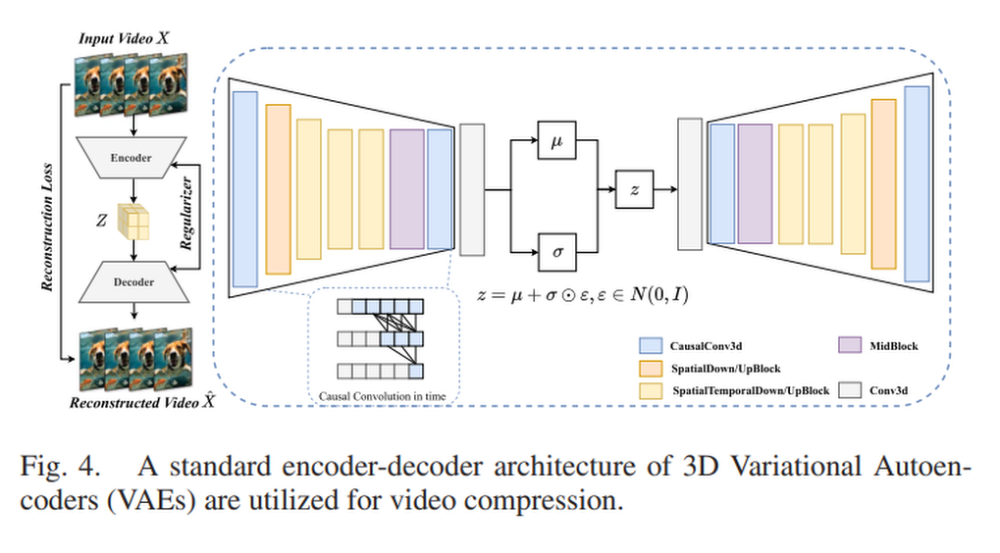 Input Video X
Encoder
Z
Regularizer
Reconstruction Loss
Decoder
Reconstructed Video X̂
μ
σ
z
z = μ + σ ⊙ ε, ε ∈ N(0, I)
Causal Convolution in time
CausalConv3d
SpatialDown/UpBlock
SpatialTemporalDown/UpBlock
MidBlock
Conv3d
Fig. 4. A standard encoder-decoder architecture of 3D Variational Autoen-
coders (VAEs) are utilized for video compression.